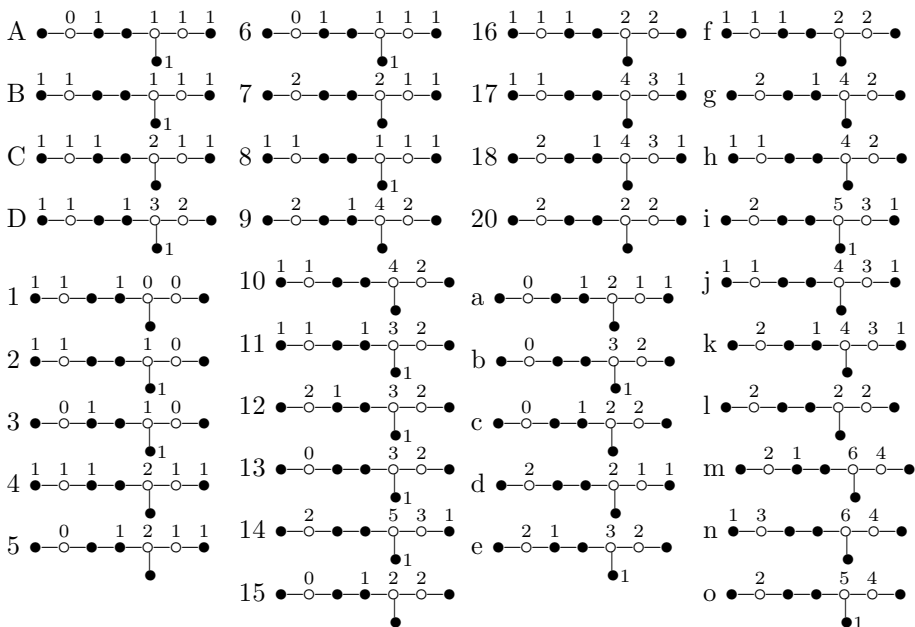 A 0 1 1 1 1 1
B 1 1 1 1 1 1
C 1 1 1 2 1 1
D 1 1 1 3 2 1
1 1 1 1 0 0
2 1 1 1 0 1
3 0 1 1 0 1
4 1 1 1 2 1 1
5 0 1 2 1 1
6 0 1 1 1 1 1
7 2 2 1 1
8 1 1 1 1 1 1
9 2 1 4 2
10 1 1 4 2
11 1 1 1 3 2 1
12 2 1 3 2 1
13 0 3 2 1
14 2 5 3 1 1
15 0 1 2 2
16 1 1 1 2 2
17 1 1 4 3 1
18 2 1 4 3 1
20 2 2 2
a 0 1 2 1 1
b 0 3 2 1
c 0 1 2 2
d 2 2 1 1
e 2 1 3 2 1
f 1 1 1 2 2
g 2 1 4 2
h 1 1 4 2
i 2 5 3 1 1
j 1 1 4 3 1
k 2 1 4 3 1
l 2 2 2
m 2 1 6 4
n 1 3 6 4
o 2 5 4 1